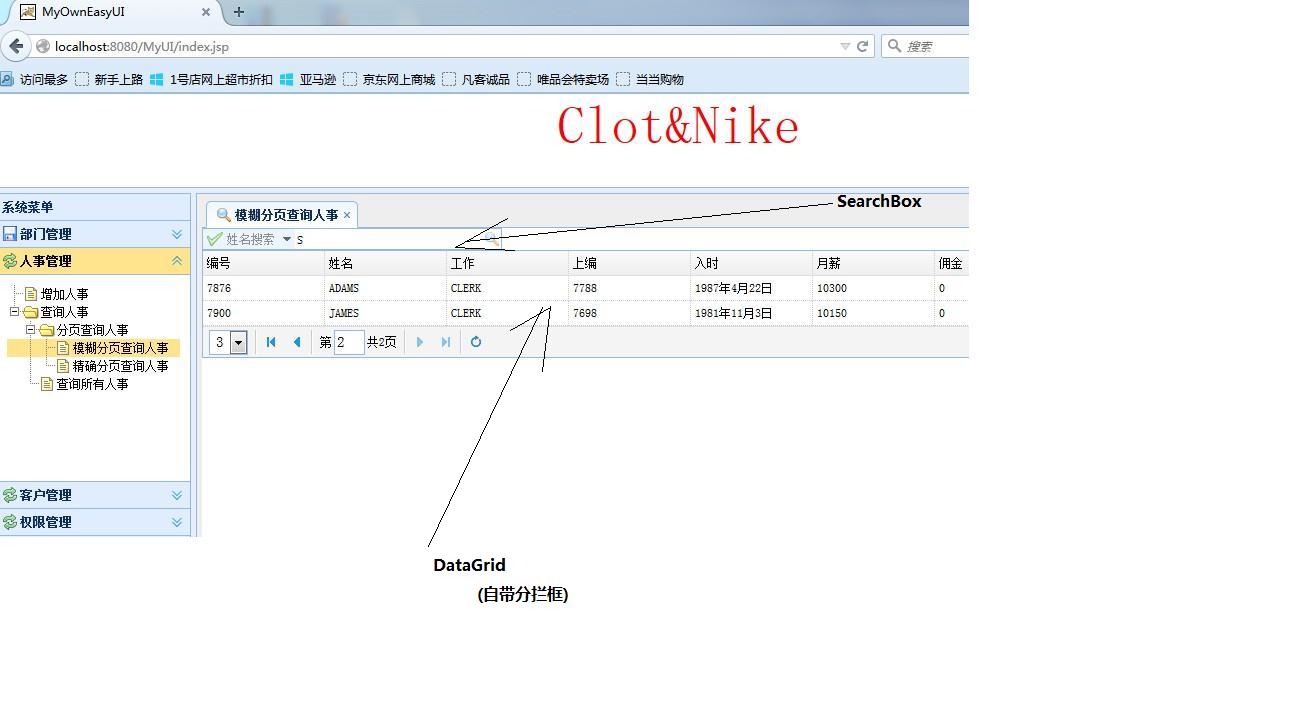 MyOwnEasyUI
localhost:8080/MyUI/index.jsp
搜索
访问最多 新手上路 1号店网上超市折扣 亚马逊 京东网上商城 凡客诚品 唯品会特卖场 当当购物
Clot&Nike
系统菜单
部门管理
人事管理
增加人事
查询人事
分页查询人事
模糊分页查询人事
精确分页查询人事
查询所有人事
客户管理
权限管理
模糊分页查询人事
SearchBox
姓名搜索 s
编号 姓名 工作 上编 入时 月薪 佣金
7876 ADAMS CLERK 7788 1987年4月22日 10300 0
7900 JAMES CLERK 7698 1981年11月3日 10150 0
3 第 2 共2页
DataGrid
(自带分拦框)